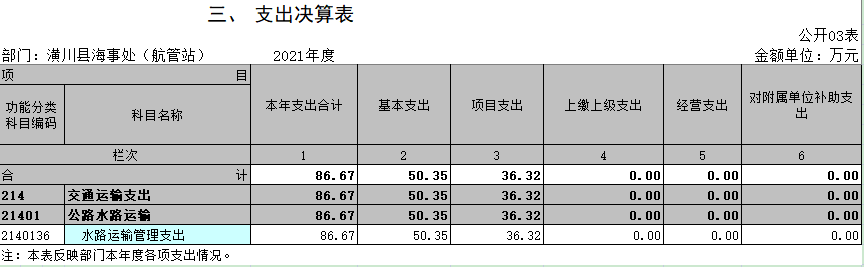 三、 支出决算表
公开03表
部门：潢川县海事处（航管站） 2021年度 金额单位：万元
项 目 本年支出合计 基本支出 项目支出 上缴上级支出 经营支出 对附属单位补助支出
功能分类科目编码 科目名称
栏次 1 2 3 4 5 6
合 计 86.67 50.35 36.32 0.00 0.00 0.00
214 交通运输支出 86.67 50.35 36.32 0.00 0.00 0.00
21401 公路水路运输 86.67 50.35 36.32 0.00 0.00 0.00
2140136 水路运输管理支出 86.67 50.35 36.32 0.00 0.00 0.00
注：本表反映部门本年度各项支出情况。